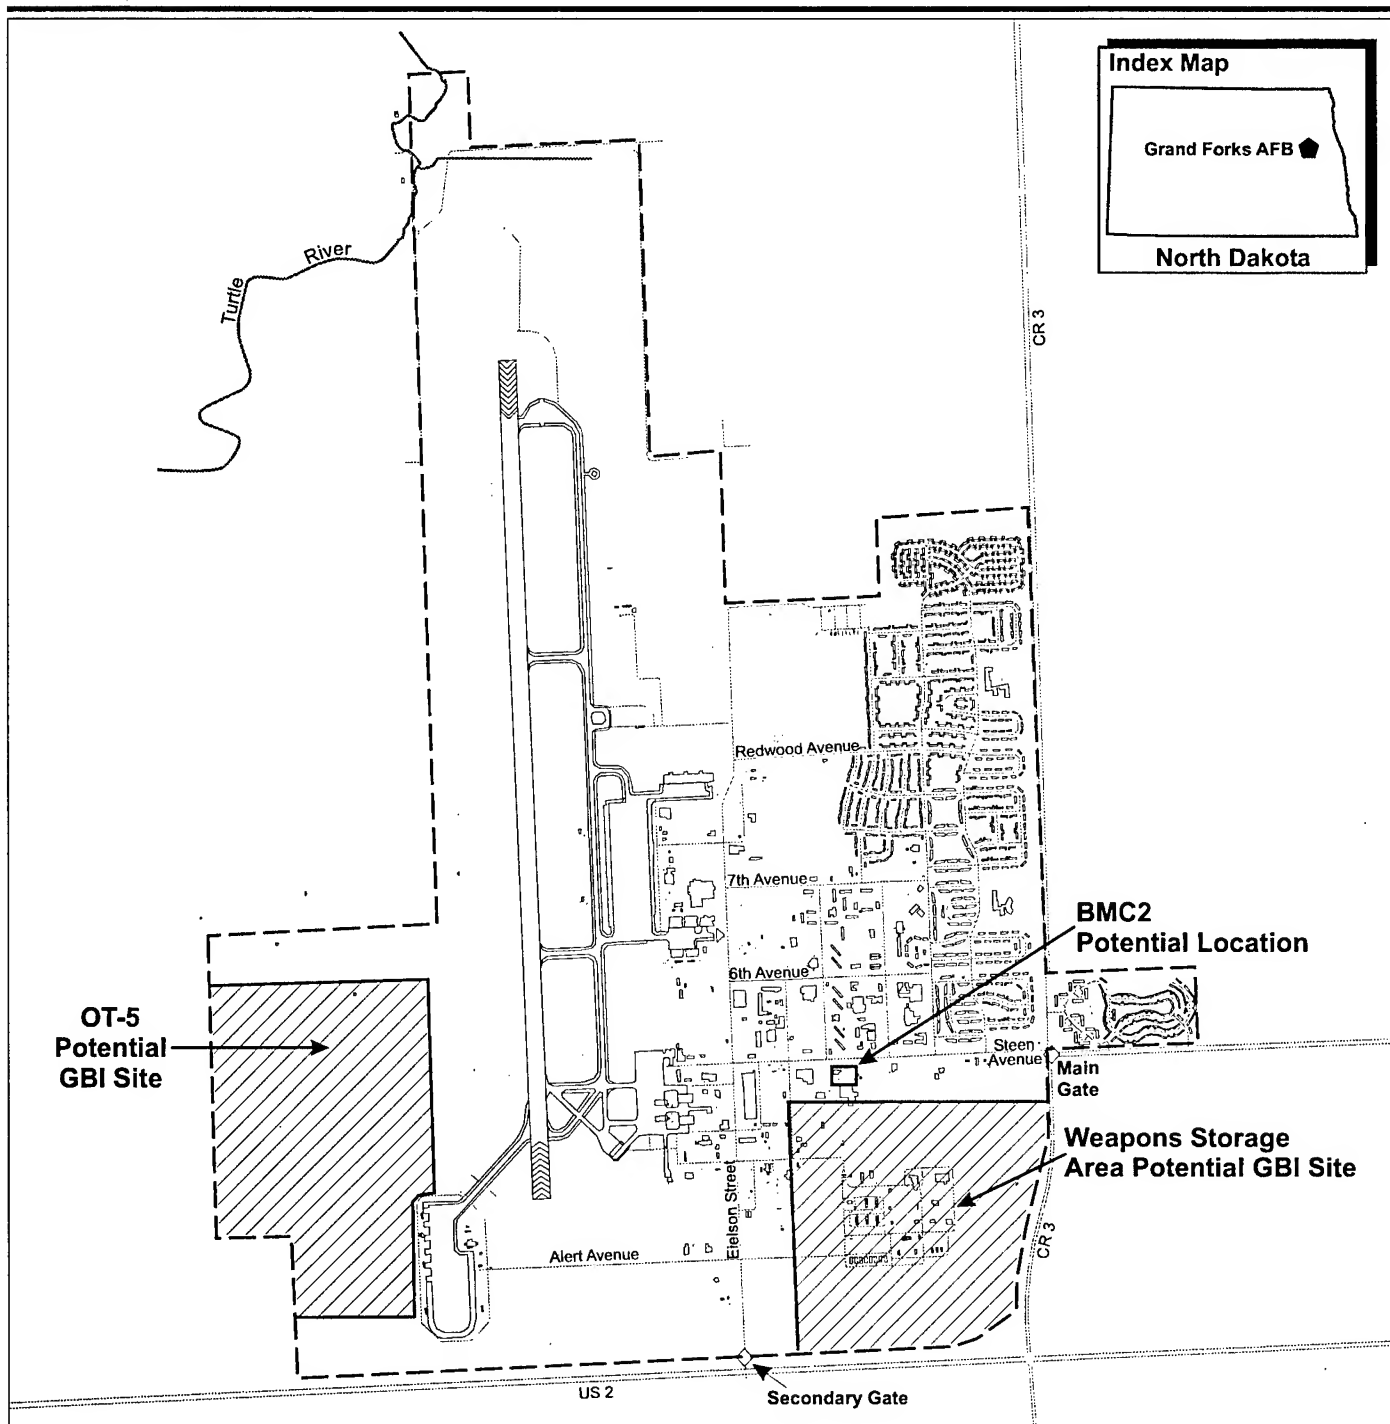 Index Map
Grand Forks AFB
North Dakota
River
Turtle
CR 3
Redwood Avenue
7th Avenue
BMC2
Potential Location
6th Avenue
OT-5
Potential
GBI Site
Steen
Avenue
Main
Gate
Weapons Storage
Area Potential GBI Site
Eielson Street
CR 3
Alert Avenue
US 2
Secondary Gate